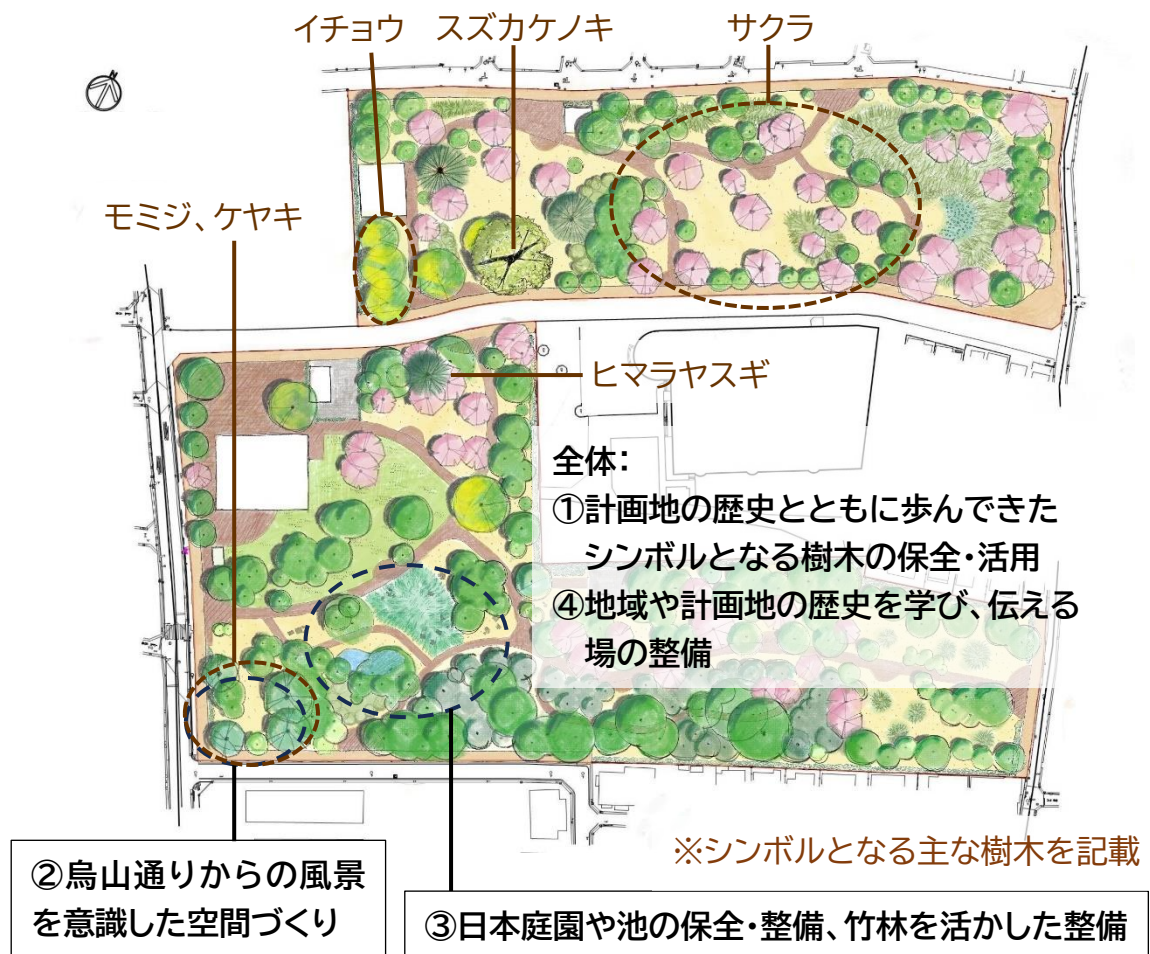 イチョウ
スズカケノキ
サクラ
モミジ、ケヤキ
ヒマラヤスギ
全体：
①計画地の歴史とともに歩んできた
シンボルとなる樹木の保全・活用
④地域や計画地の歴史を学び、伝える
場の整備
※シンボルとなる主な樹木を記載
②烏山通りからの風景
を意識した空間づくり
③日本庭園や池の保全・整備、竹林を活かした整備